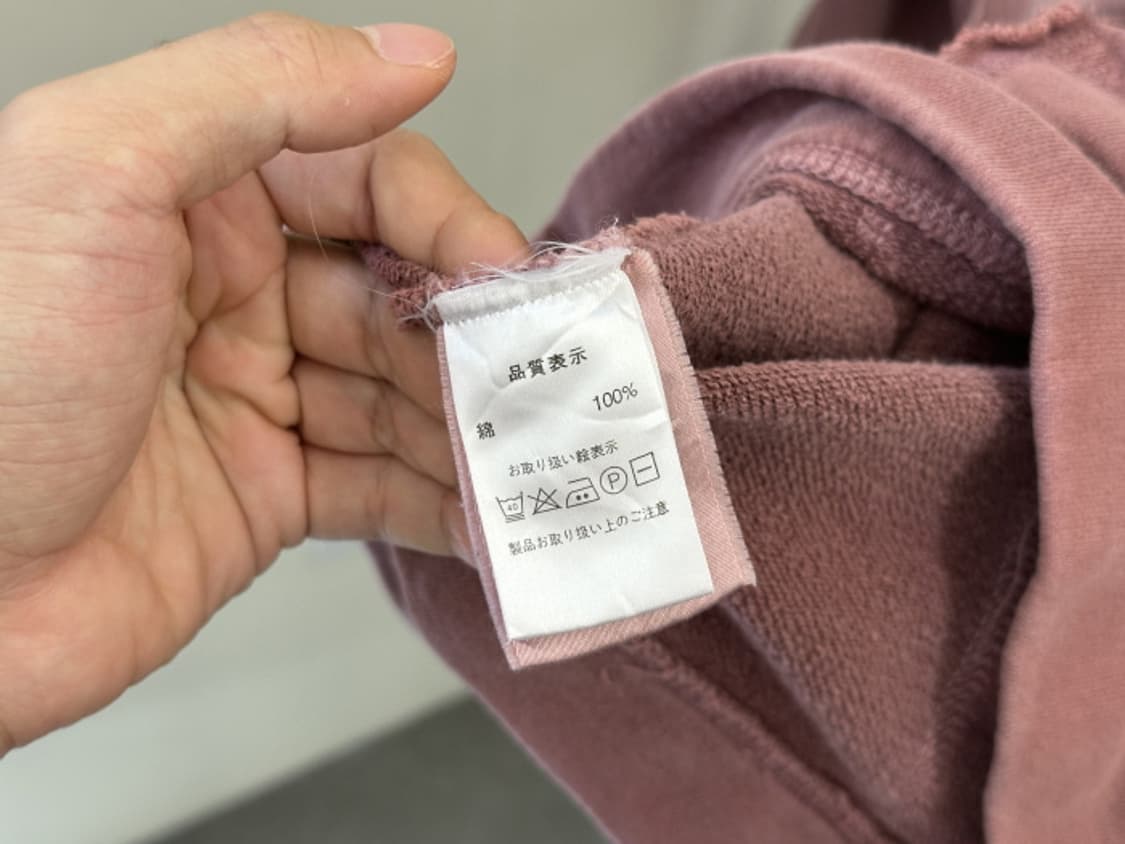 品質表示
綿 100%
お取り扱い絵表示
40 P
製品お取り扱い上のご注意